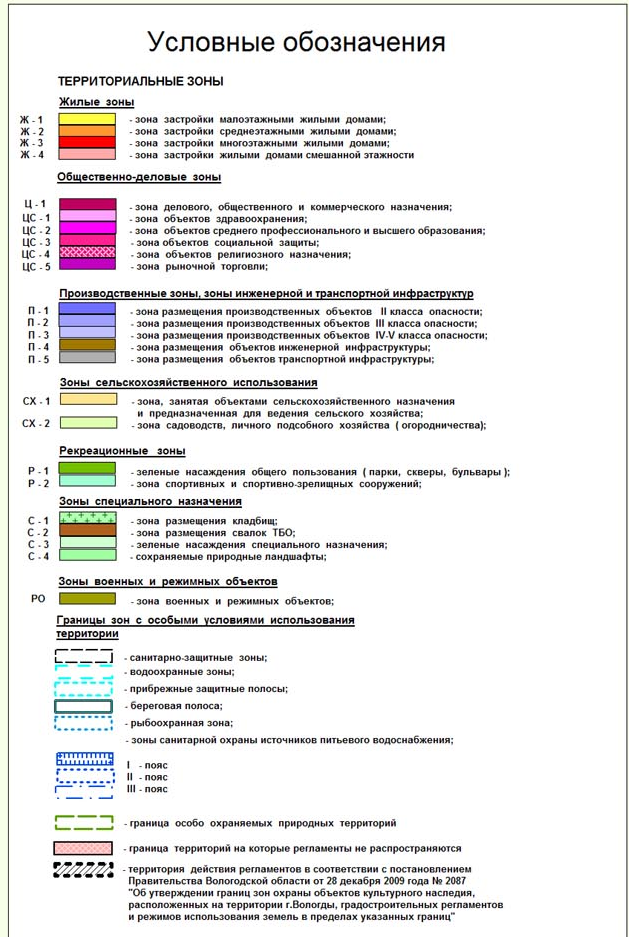 Условные обозначения
ТЕРРИТОРИАЛЬНЫЕ ЗОНЫ
Жилые зоны
Ж - 1 - зона застройки малоэтажными жилыми домами;
Ж - 2 - зона застройки среднеэтажными жилыми домами;
Ж - 3 - зона застройки многоэтажными жилыми домами;
Ж - 4 - зона застройки жилыми домами смешанной этажности
Общественно-деловые зоны
Ц - 1 - зона делового, общественного и коммерческого назначения;
ЦС - 1 - зона объектов здравоохранения;
ЦС - 2 - зона объектов среднего профессионального и высшего образования;
ЦС - 3 - зона объектов социальной защиты;
ЦС - 4 - зона объектов религиозного назначения;
ЦС - 5 - зона рыночной торговли;
Производственные зоны, зоны инженерной и транспортной инфраструктур
П - 1 - зона размещения производственных объектов II класса опасности;
П - 2 - зона размещения производственных объектов III класса опасности;
П - 3 - зона размещения производственных объектов IV-V класса опасности;
П - 4 - зона размещения объектов инженерной инфраструктуры;
П - 5 - зона размещения объектов транспортной инфраструктуры;
Зоны сельскохозяйственного использования
СХ - 1 - зона, занятая объектами сельскохозяйственного назначения
и предназначенная для ведения сельского хозяйства;
СХ - 2 - зона садоводств, личного подсобного хозяйства ( огородничества);
Рекреационные зоны
Р - 1 - зеленые насаждения общего пользования ( парки, скверы, бульвары );
Р - 2 - зона спортивных и спортивно-зрелищных сооружений;
Зоны специального назначения
С - 1 - зона размещения кладбищ;
С - 2 - зона размещения свалок ТБО;
С - 3 - зеленые насаждения специального назначения;
С - 4 - сохраняемые природные ландшафты;
Зоны военных и режимных объектов
РО - зона военных и режимных объектов;
Границы зон с особыми условиями использования
территории
- санитарно-защитные зоны;
- водоохранные зоны;
- прибрежные защитные полосы;
- береговая полоса;
- рыбоохранная зона;
- зоны санитарной охраны источников питьевого водоснабжения;
I - пояс
II - пояс
III - пояс
- граница особо охраняемых природных территорий
- граница территорий на которые регламенты не распространяются
- территория действия регламентов в соответствии с постановлением
Правительства Вологодской области от 28 декабря 2009 года № 2087
"Об утверждении границ зон охраны объектов культурного наследия,
расположенных на территории г.Вологды, градостроительных регламентов
и режимов использования земель в пределах указанных границ"